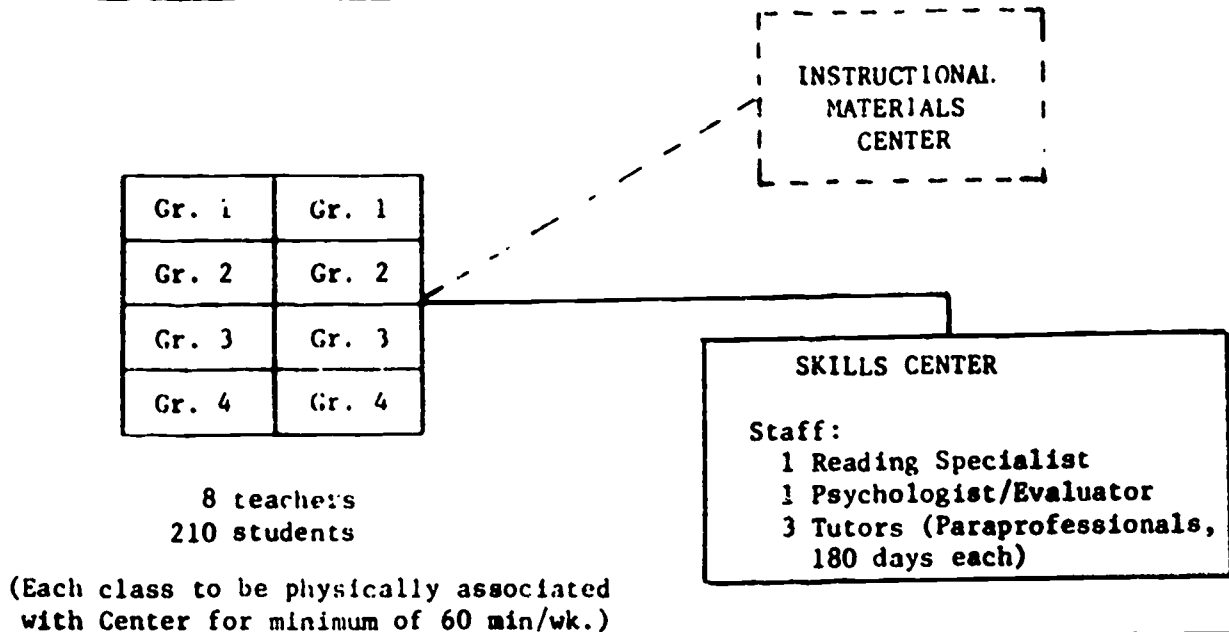 INSTRUCTIONAL
MATERIALS
CENTER
Gr. 1 Gr. 1
Gr. 2 Gr. 2
Gr. 3 Gr. 3
Gr. 4 Gr. 4
8 teachers
210 students
(Each class to be physically associated
with Center for minimum of 60 min/wk.)
SKILLS CENTER
Staff:
1 Reading Specialist
1 Psychologist/Evaluator
3 Tutors (Paraprofessionals,
180 days each)